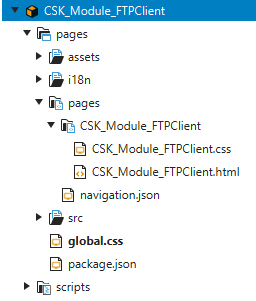 CSK_Module_FTPClient
pages
assets
i18n
pages
CSK_Module_FTPClient
CSK_Module_FTPClient.css
CSK_Module_FTPClient.html
navigation.json
src
global.css
package.json
scripts